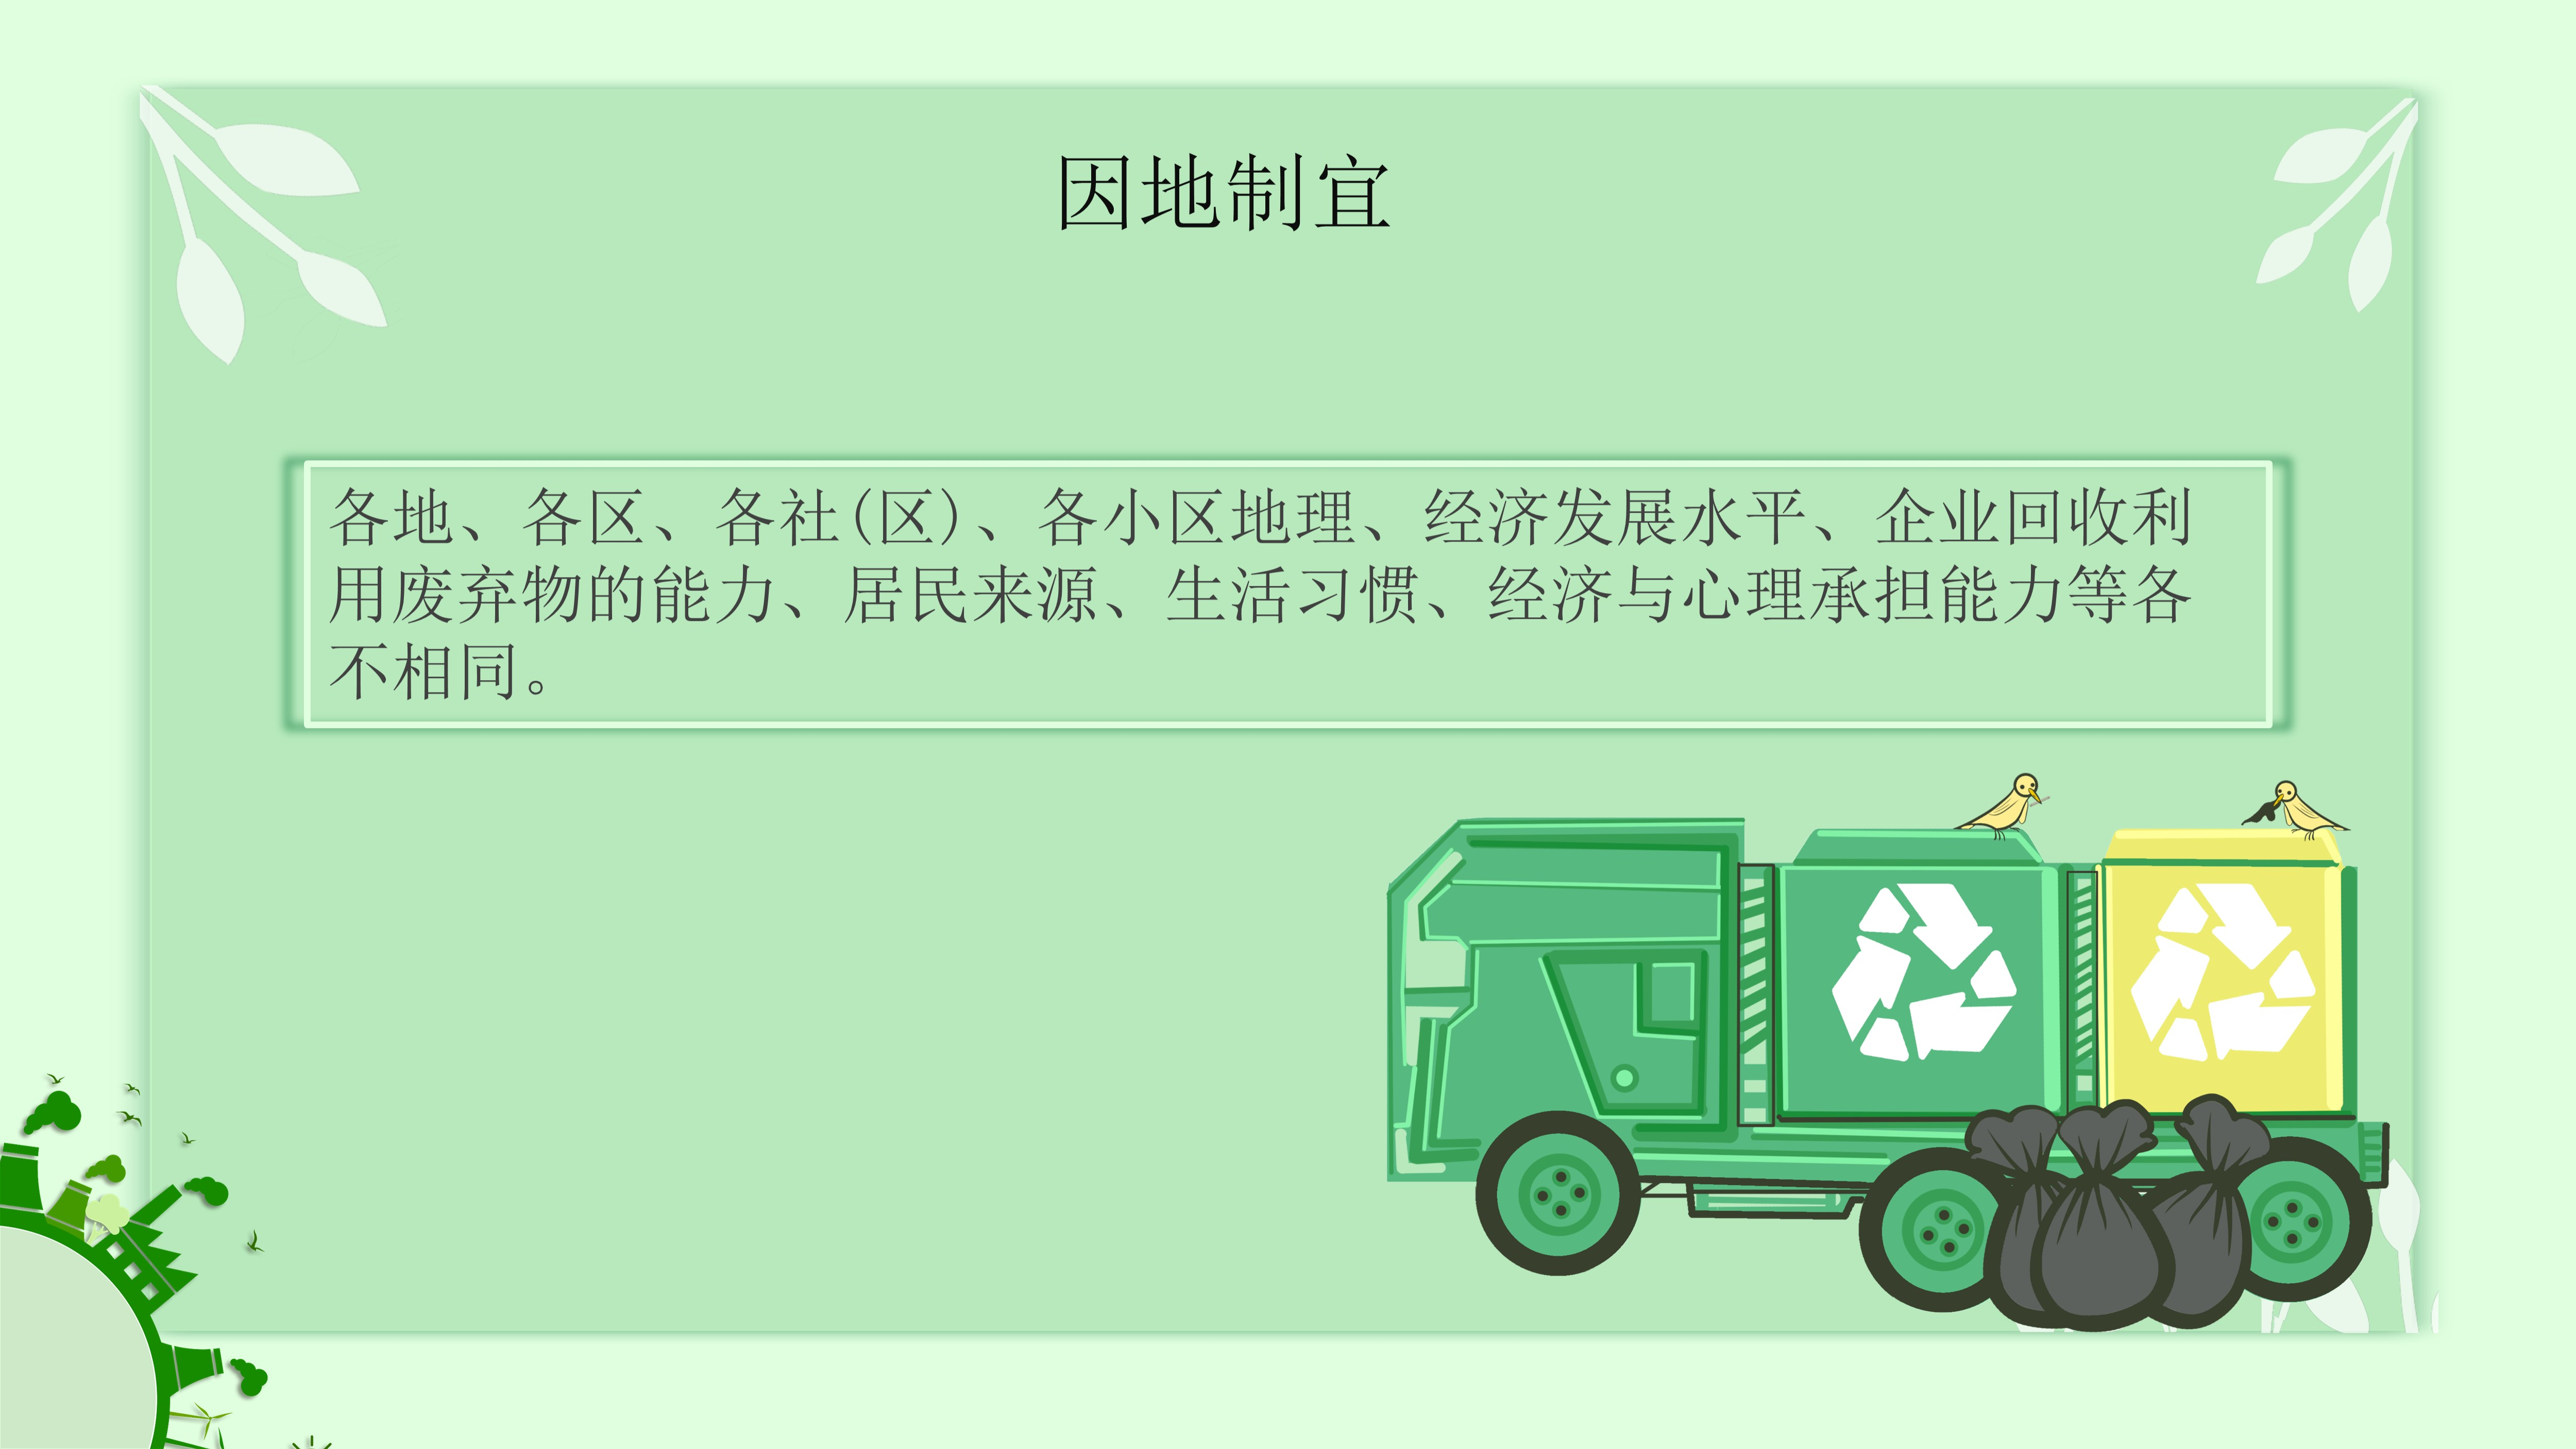 因地制宜
各地、各区、各社(区)、各小区地理、经济发展水平、企业回收利
用废弃物的能力、居民来源、生活习惯、经济与心理承担能力等各
不相同。